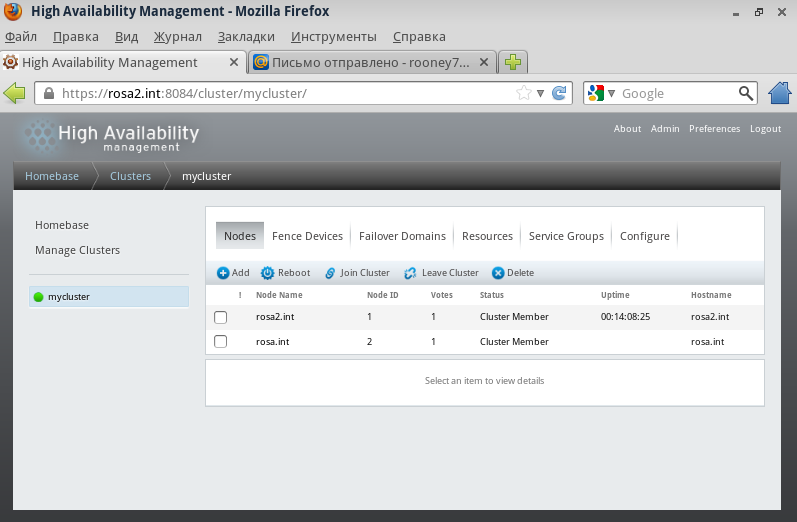 High Availability Management - Mozilla Firefox
Файл Правка Вид Журнал Закладки Инструменты Справка
High Availability Management
Письмо отправлено - rooney7...
https://rosa2.int:8084/cluster/mycluster/
Google
High Availability
management
About Admin Preferences Logout
Homebase Clusters mycluster
Homebase
Manage Clusters
mycluster
Nodes Fence Devices Failover Domains Resources Service Groups Configure
Add Reboot Join Cluster Leave Cluster Delete
! Node Name Node ID Votes Status Uptime Hostname
rosa2.int 1 1 Cluster Member 00:14:08:25 rosa2.int
rosa.int 2 1 Cluster Member rosa.int
Select an item to view details